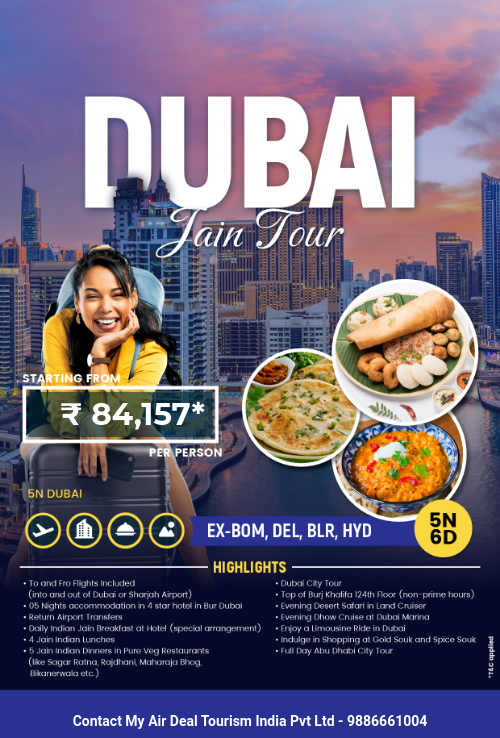 DUBAI
Jain Tour
STARTING FROM
₹ 84,157*
PER PERSON
5N DUBAI
EX-BOM, DEL, BLR, HYD
5N
6D
HIGHLIGHTS
• To and Fro Flights Included
(into and out of Dubai or Sharjah Airport)
• 05 Nights accommodation in 4 star hotel in Bur Dubai
• Return Airport Transfers
• Daily Indian Jain Breakfast at Hotel (special arrangement)
• 4 Jain Indian Lunches
• 5 Jain Indian Dinners in Pure Veg Restaurants
(like Sagar Ratna, Rajdhani, Maharaja Bhog,
Bikanerwala etc.)
• Dubai City Tour
• Top of Burj Khalifa 124th Floor (non-prime hours)
• Evening Desert Safari in Land Cruiser
• Evening Dhow Cruise at Dubai Marina
• Enjoy a Limousine Ride in Dubai
• Indulge in Shopping at Gold Souk and Spice Souk
• Full Day Abu Dhabi City Tour
*T&C applied
Contact My Air Deal Tourism India Pvt Ltd - 9886661004